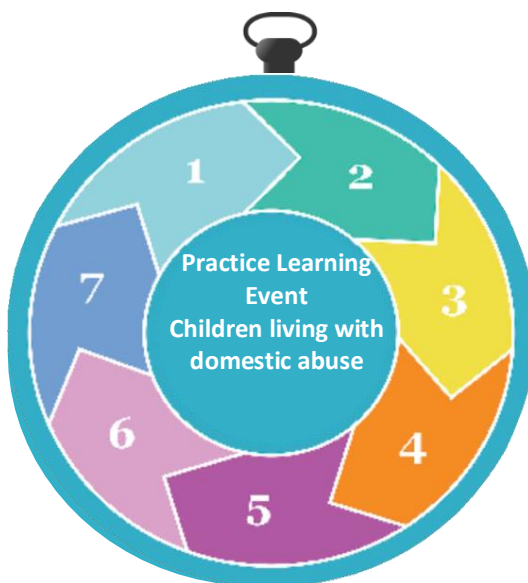 1
2
3
4
5
6
7
Practice Learning
Event
Children living with
domestic abuse